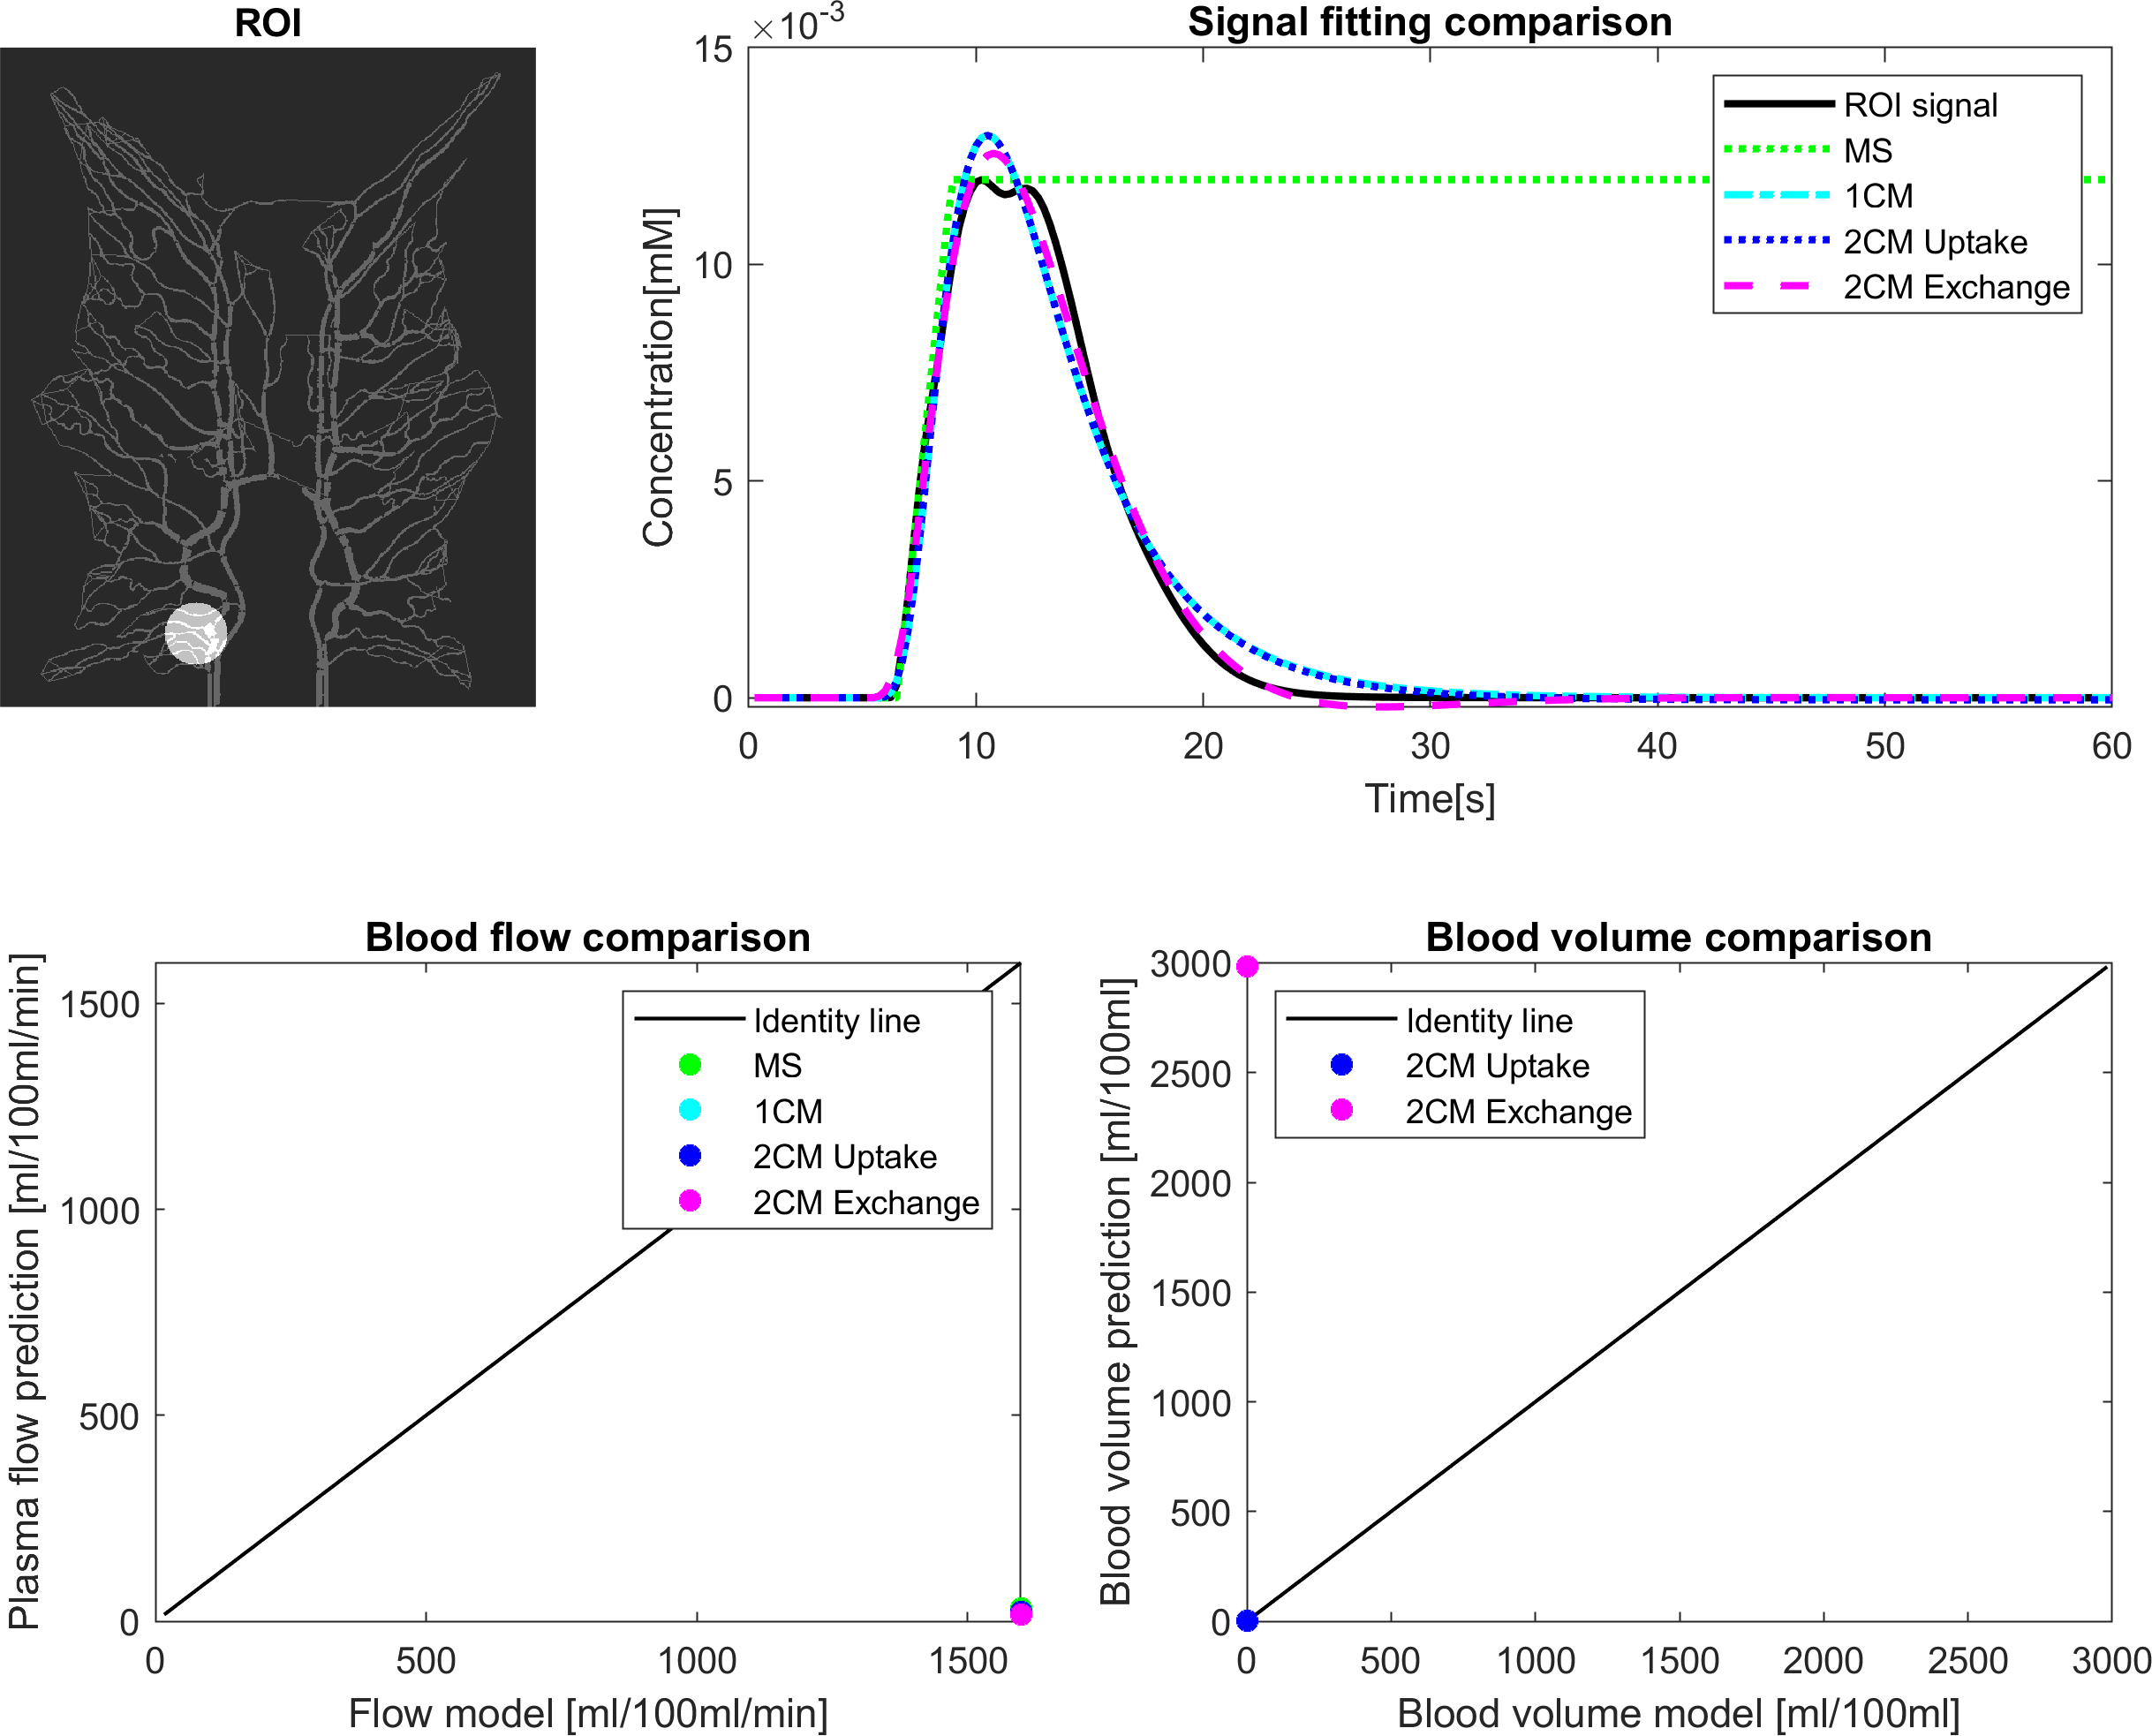 ROI
Signal fitting comparison
×10-3
15
10
5
0
Concentration[mM]
0 10 20 30 40 50 60
Time[s]
ROI signal
MS
1CM
2CM Uptake
2CM Exchange
Blood flow comparison
Plasma flow prediction [ml/100ml/min]
1500
1000
500
0
0 500 1000 1500
Flow model [ml/100ml/min]
Identity line
MS
1CM
2CM Uptake
2CM Exchange
Blood volume comparison
Blood volume prediction [ml/100ml]
3000
2500
2000
1500
1000
500
0
0 500 1000 1500 2000 2500 3000
Blood volume model [ml/100ml]
Identity line
2CM Uptake
2CM Exchange